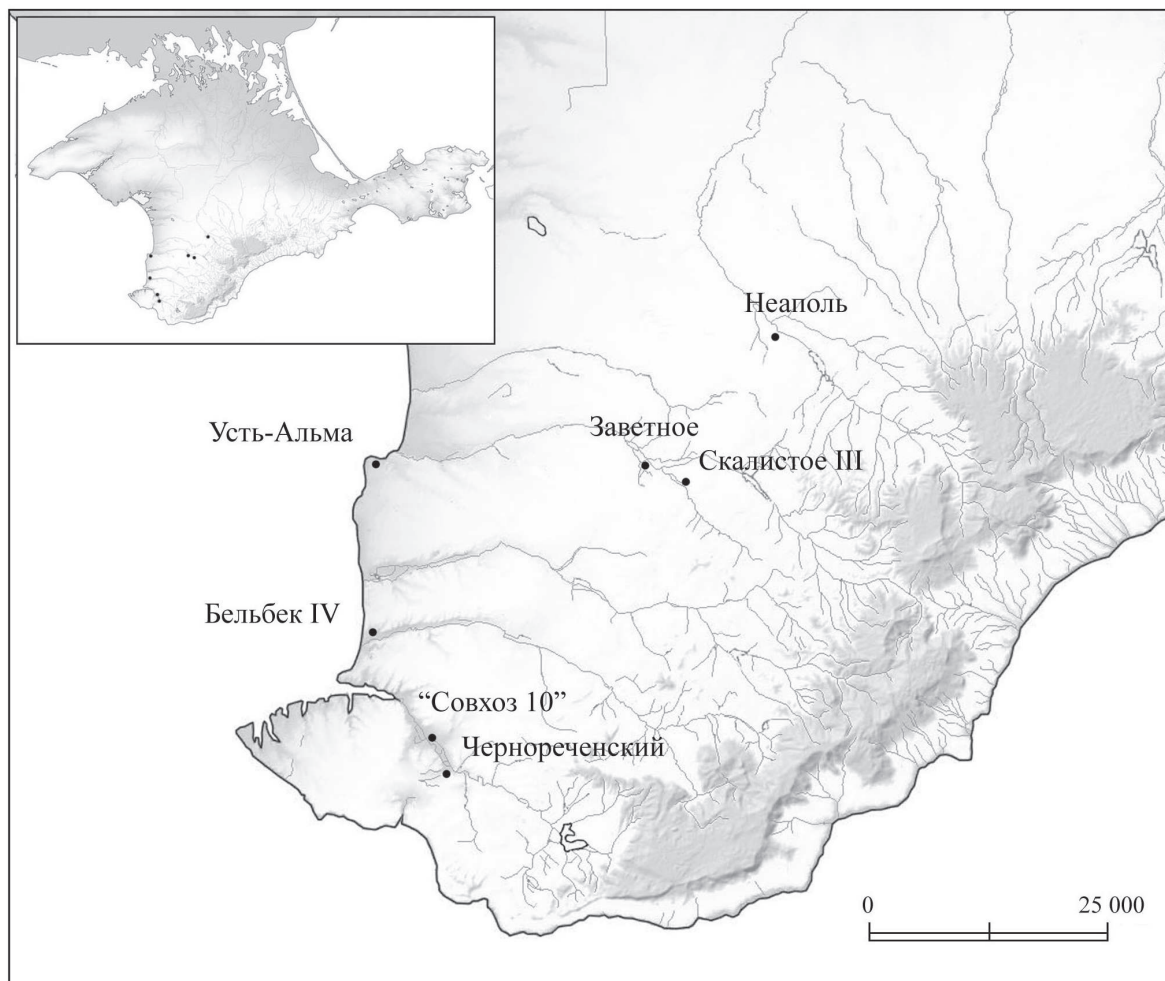 Неаполь
Заветное
Усть-Альма
Скалистое III
Бельбек IV
“Совхоз 10”
Чернореченский
0 25 000